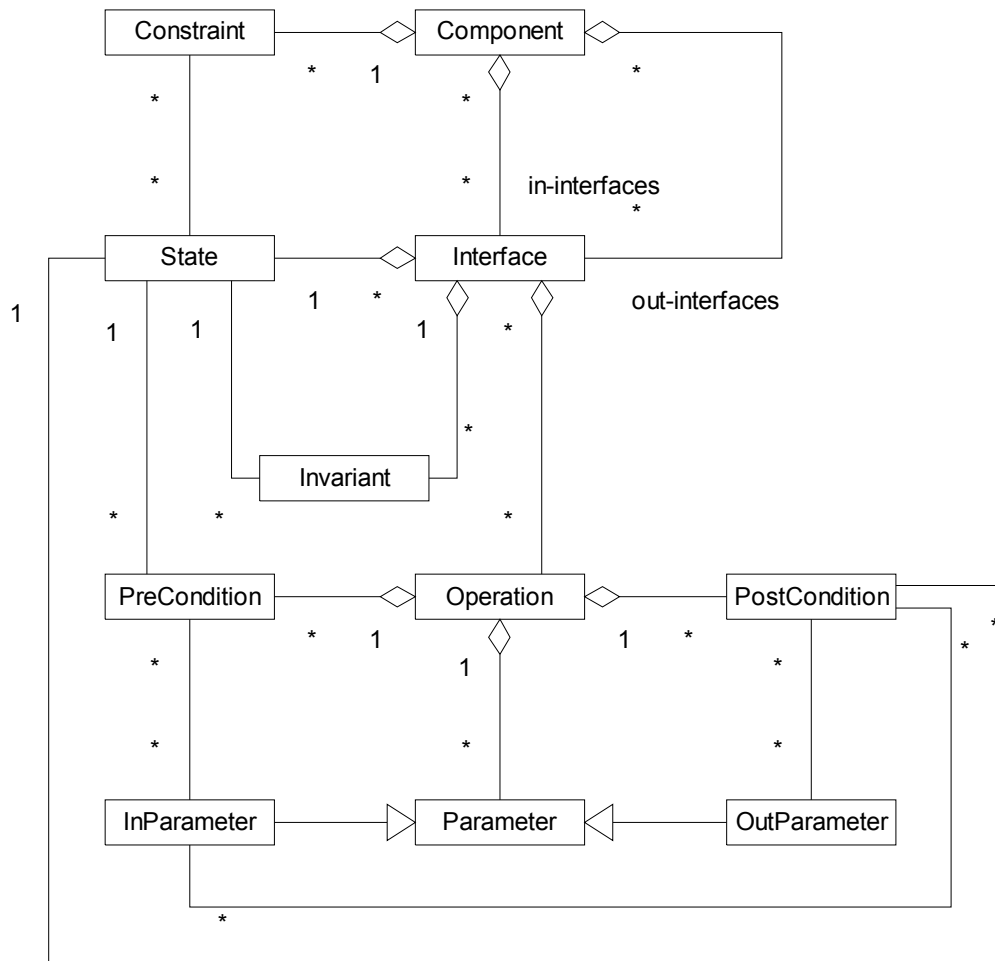 Constraint Component
* 1 *
* *
* * in-interfaces
*
State Interface
1 1 1 1 * 1 * out-interfaces
*
Invariant
* * *
PreCondition Operation PostCondition
* 1 1 * *
* 1 * *
* * *
InParameter Parameter OutParameter
*